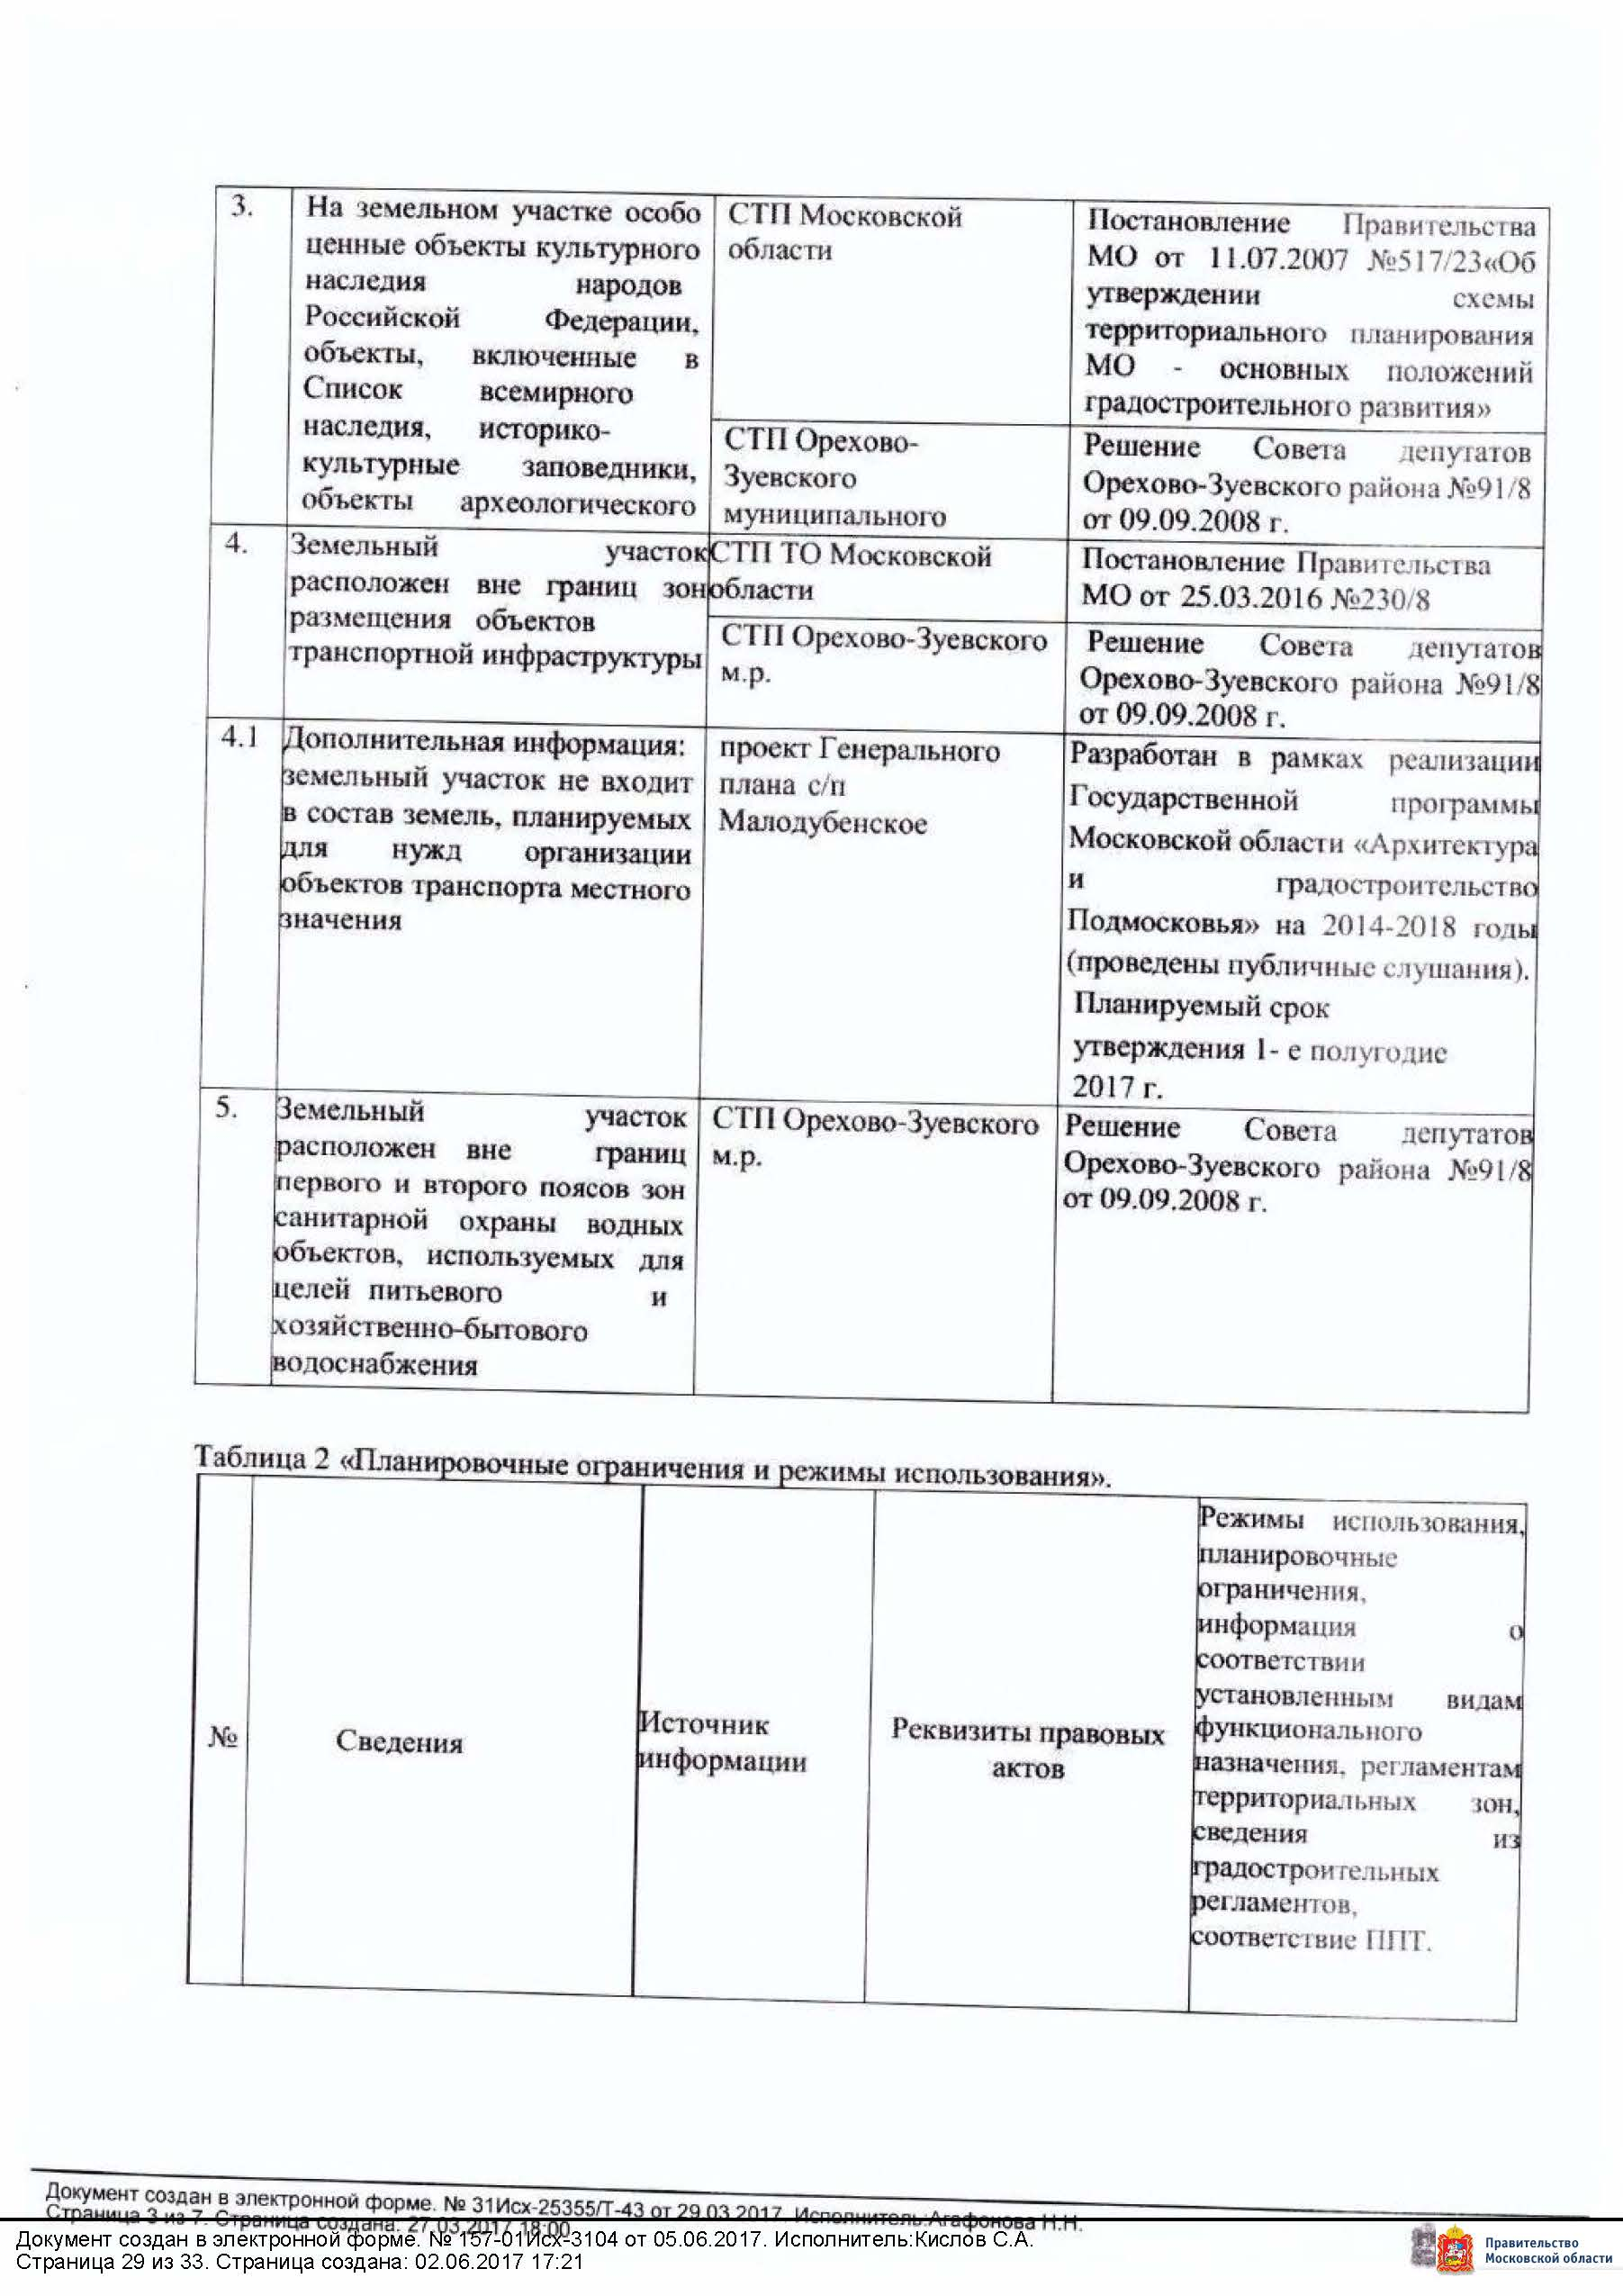 3.
На земельном участке особо
ценные объекты культурного
наследия народов
Российской Федерации,
объекты, включенные в
Список всемирного
наследия, историко-
культурные заповедники,
объекты археологического
СТП Московской
области
Постановление Правительства
МО от 11.07.2007 №517/23«Об
утверждении схемы
территориального планирования
МО - основных положений
градостроительного развития»
СТП Орехово-
Зуевского
муниципального
Решение Совета депутатов
Орехово-Зуевского района №91/8
от 09.09.2008 г.
4.
Земельный участок
расположен вне границ зон
размещения объектов
транспортной инфраструктуры
СТП ТО Московской
области
Постановление Правительства
МО от 25.03.2016 №230/8
СТП Орехово-Зуевского
м.р.
Решение Совета депутатов
Орехово-Зуевского района №91/8
от 09.09.2008 г.
4.1
Дополнительная информация:
земельный участок не входит
в состав земель, планируемых
для нужд организации
объектов транспорта местного
значения
проект Генерального
плана с/п
Малодубенское
Разработан в рамках реализации
Государственной программы
Московской области «Архитектура
и градостроительство
Подмосковья» на 2014-2018 годы
(проведены публичные слушания).
Планируемый срок
утверждения 1- е полугодие
2017 г.
5.
Земельный участок
расположен вне границ
первого и второго поясов зон
санитарной охраны водных
объектов, используемых для
целей питьевого и
хозяйственно-бытового
водоснабжения
СТП Орехово-Зуевского
м.р.
Решение Совета депутатов
Орехово-Зуевского района №91/8
от 09.09.2008 г.
Таблица 2 «Планировочные ограничения и режимы использования».
№
Сведения
Источник
информации
Реквизиты правовых
актов
Режимы использования,
планировочные
ограничения,
информация о
соответствии
установленным видам
функционального
назначения, регламентам
территориальных зон,
сведения из
градостроительных
регламентов,
соответствие ППТ.
Документ создан в электронной форме. № 31Исх-25355/Т-43 от 29.03.2017. Исполнитель:Агафонова Н.Н.
Страница 3 из 7. Страница создана: 27.03.2017 18:00
Документ создан в электронной форме. № 157-01Исх-3104 от 05.06.2017. Исполнитель:Кислов С.А.
Страница 29 из 33. Страница создана: 02.06.2017 17:21
Правительство
Московской области